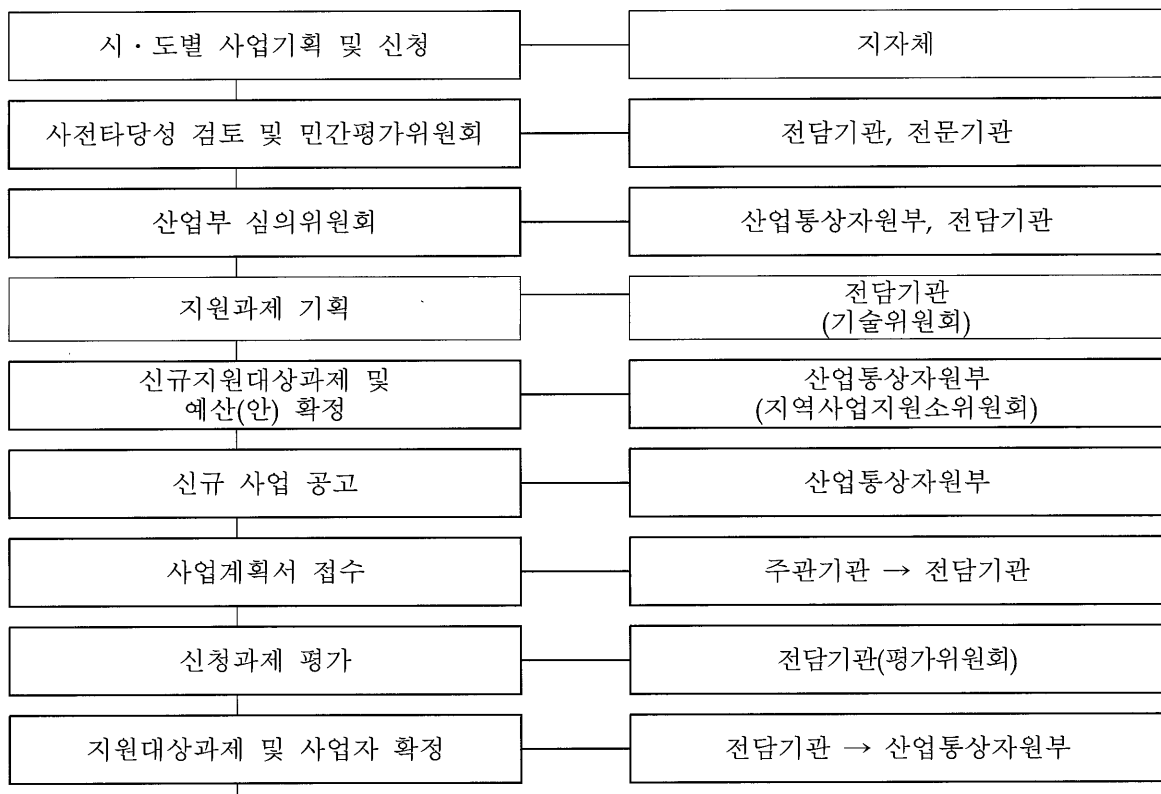 시·도별 사업기획 및 신청
지자체
사전타당성 검토 및 민간평가위원회
전담기관, 전문기관
산업부 심의위원회
산업통상자원부, 전담기관
지원과제 기획
전담기관
(기술위원회)
신규지원대상과제 및
예산(안) 확정
산업통상자원부
(지역사업지원소위원회)
신규 사업 공고
산업통상자원부
사업계획서 접수
주관기관 → 전담기관
신청과제 평가
전담기관(평가위원회)
지원대상과제 및 사업자 확정
전담기관 → 산업통상자원부